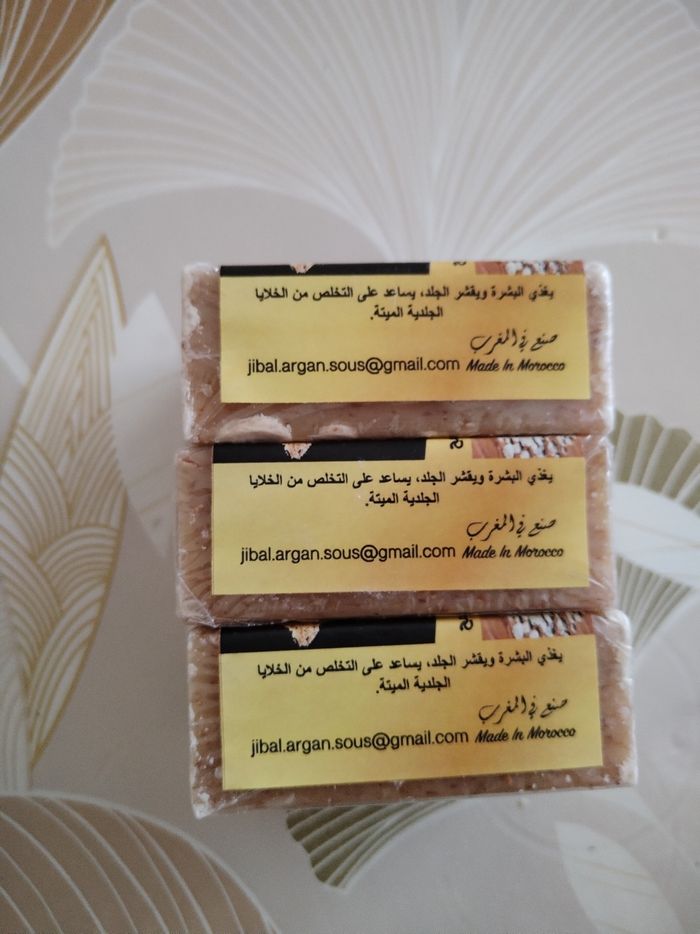 يغذي البشرة ويقشر الجلد، يساعد على التخلص من الخلايا
الجلدية الميتة.
صنع في المغرب
jibal.argan.sous@gmail.com Made In Morocco
يغذي البشرة ويقشر الجلد، يساعد على التخلص من الخلايا
الجلدية الميتة.
صنع في المغرب
jibal.argan.sous@gmail.com Made In Morocco
يغذي البشرة ويقشر الجلد، يساعد على التخلص من الخلايا
الجلدية الميتة.
صنع في المغرب
jibal.argan.sous@gmail.com Made In Morocco